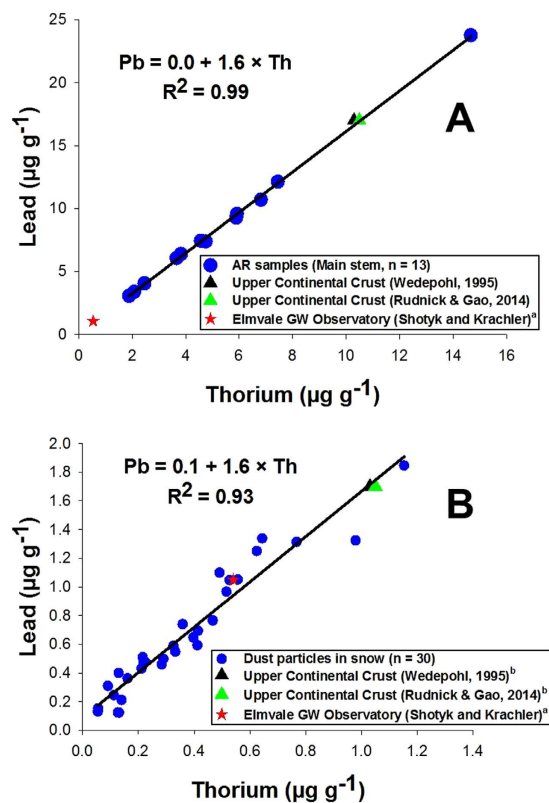 25
20
15
10
5
0
Lead (µg g⁻¹)
Pb = 0.0 + 1.6 × Th
R² = 0.99
A
AR samples (Main stem, n = 13)
Upper Continental Crust (Wedepohl, 1995)
Upper Continental Crust (Rudnick & Gao, 2014)
Elmvale GW Observatory (Shotyk and Krachler)ᵃ
0 2 4 6 8 10 12 14 16
Thorium (µg g⁻¹)
2.0
1.8
1.6
1.4
1.2
1.0
0.8
0.6
0.4
0.2
0.0
Lead (µg g⁻¹)
Pb = 0.1 + 1.6 × Th
R² = 0.93
B
Dust particles in snow (n = 30)
Upper Continental Crust (Wedepohl, 1995)ᵇ
Upper Continental Crust (Rudnick & Gao, 2014)ᵇ
Elmvale GW Observatory (Shotyk and Krachler)ᵃ
0.0 0.2 0.4 0.6 0.8 1.0 1.2 1.4
Thorium (µg g⁻¹)